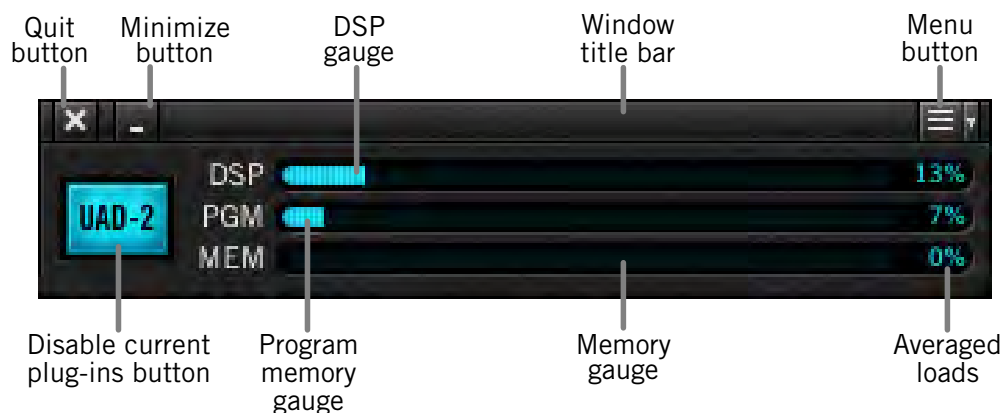 Quit button
Minimize button
DSP gauge
Window title bar
Menu button
DSP 13%
UAD-2
PGM 7%
MEM 0%
Disable current plug-ins button
Program memory gauge
Memory gauge
Averaged loads